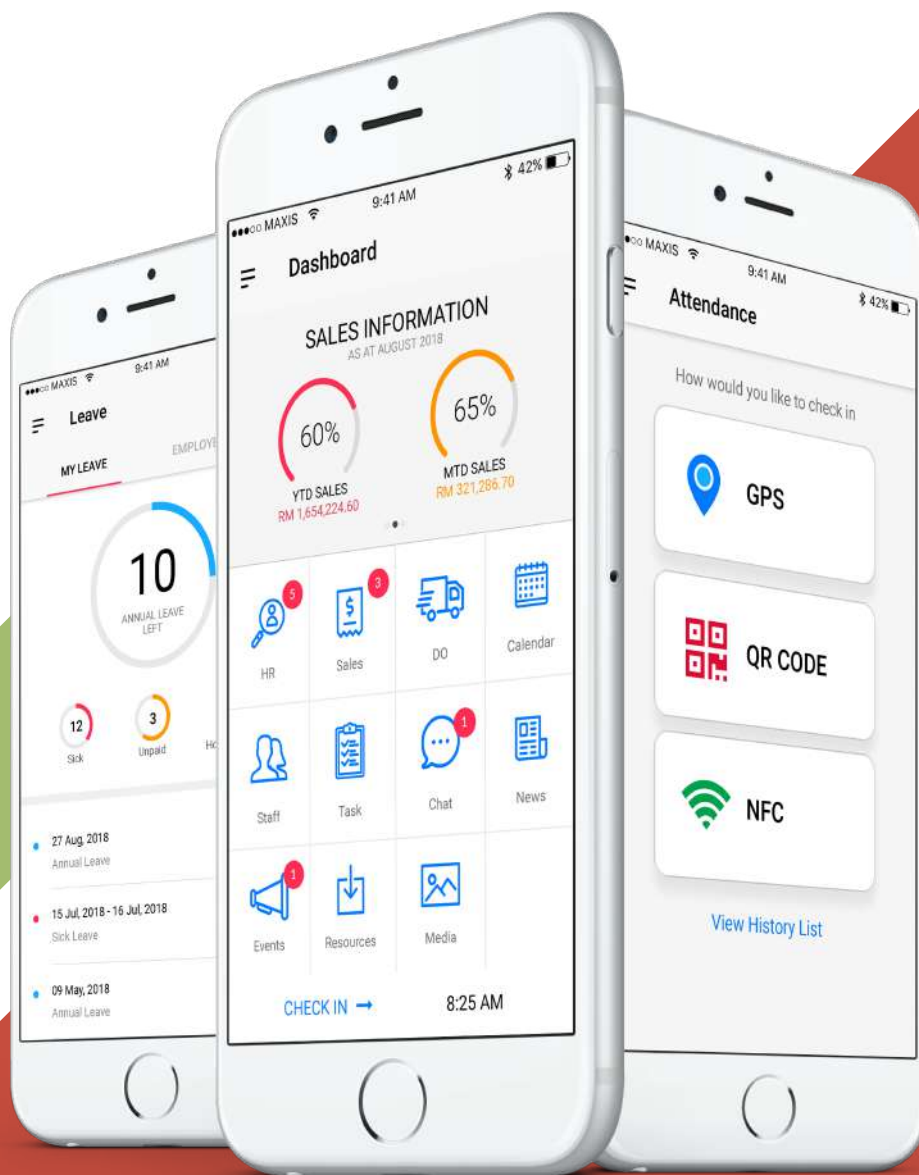 MAXIS
9:41 AM
Leave
MY LEAVE
10
ANNUAL LEAVE
LEFT
12
3
Sick
Unpaid
27 Aug, 2018
Annual Leave
15 Jul, 2018 - 16 Jul, 2018
Sick Leave
09 May, 2018
Annual Leave
MAXIS
9:41 AM
42%
Dashboard
SALES INFORMATION
AS AT AUGUST 2018
60%
65%
YTD SALES
MTD SALES
RM 1,654,224.60
RM 321,286.70
5
3
HR
Sales
DO
Calendar
1
Staff
Task
Chat
News
1
Events
Resources
Media
CHECK IN →
8:25 AM
MAXIS
9:41 AM
42%
Attendance
How would you like to check in
GPS
QR CODE
NFC
View History List